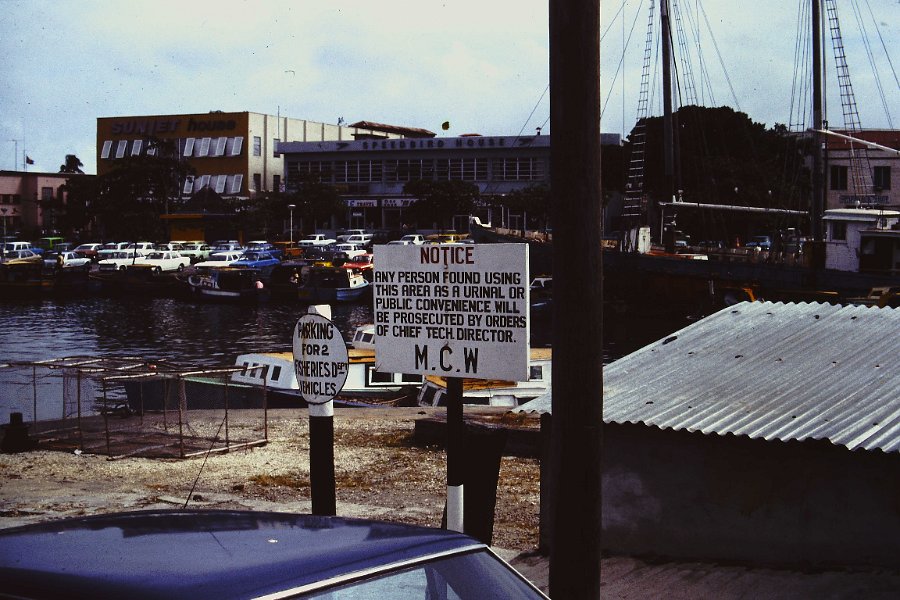 SUNJET house
SPEEDBIRD HOUSE
NOTICE
ANY PERSON FOUND USING
THIS AREA AS A URINAL OR
PUBLIC CONVENIENCE WILL
BE PROSECUTED BY ORDERS
OF CHIEF TECH. DIRECTOR.
M.C.W
PARKING
FOR 2
FISHERIES DEPT
VEHICLES